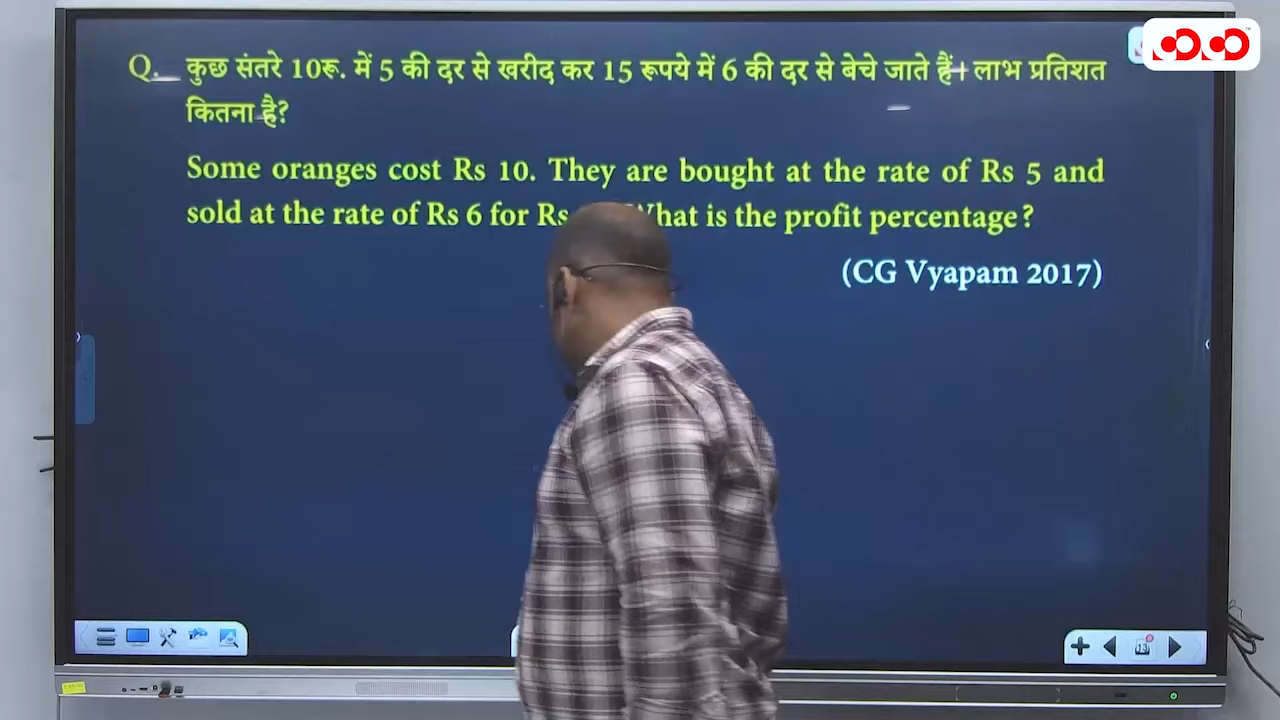 Q. कुछ संतरे 10रू. में 5 की दर से खरीद कर 15 रूपये में 6 की दर से बेचे जाते हैं। लाभ प्रतिशत
कितना है?
Some oranges cost Rs 10. They are bought at the rate of Rs 5 and
sold at the rate of Rs 6 for Rs What is the profit percentage?
(CG Vyapam 2017)
13